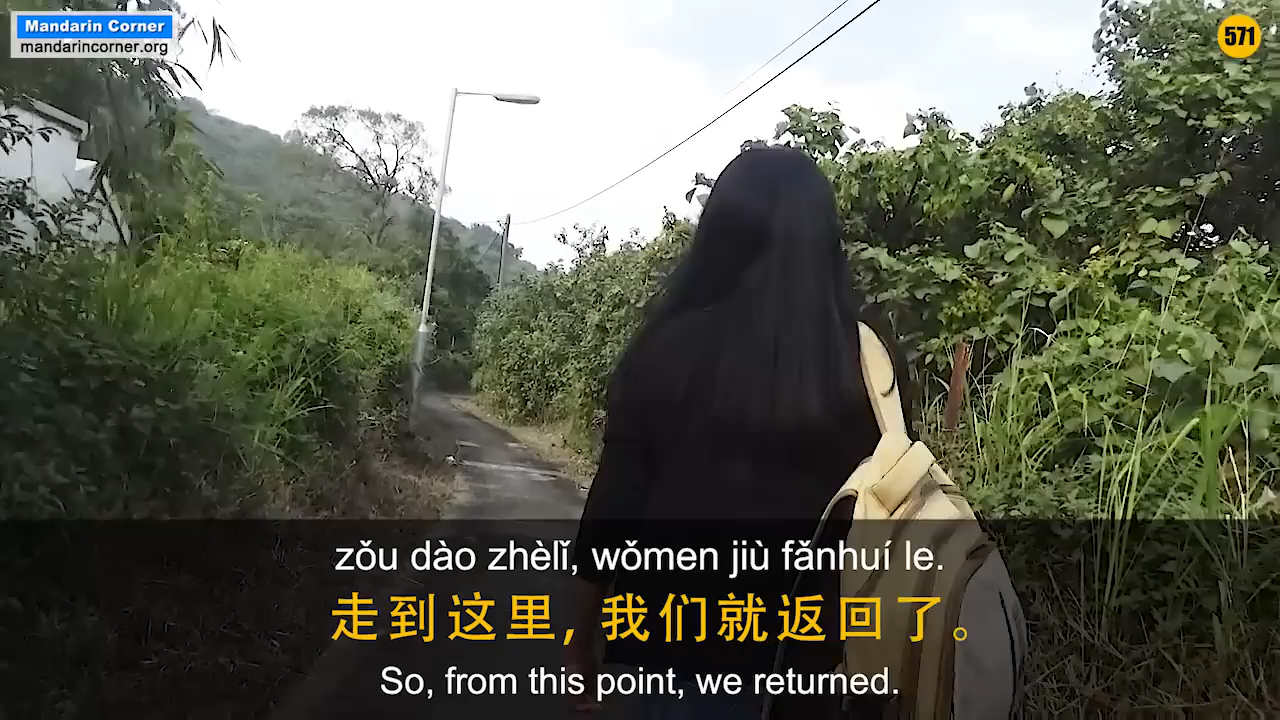 Mandarin Corner
mandarincorner.org
571
zǒu dào zhèlǐ, wǒmen jiù fǎnhuí le.
走到这里, 我们就返回了。
So, from this point, we returned.